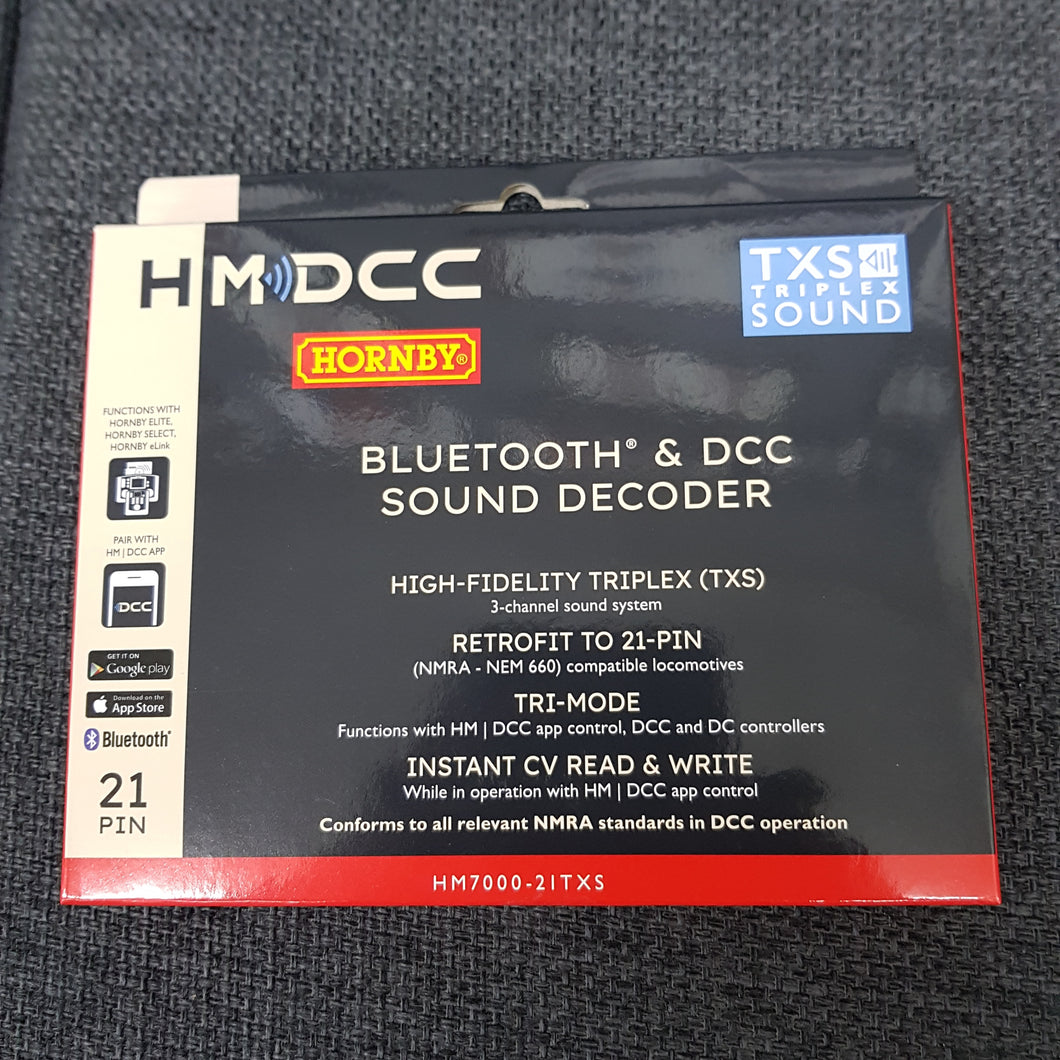 HM DCC
TXS
TRIPLEX
SOUND
HORNBY®
FUNCTIONS WITH
HORNBY ELITE,
HORNBY SELECT,
HORNBY eLink
PAIR WITH
HM | DCC APP
DCC
GET IT ON
Google play
Download on the
App Store
Bluetooth®
21
PIN
BLUETOOTH® & DCC
SOUND DECODER
HIGH-FIDELITY TRIPLEX (TXS)
3-channel sound system
RETROFIT TO 21-PIN
(NMRA - NEM 660) compatible locomotives
TRI-MODE
Functions with HM | DCC app control, DCC and DC controllers
INSTANT CV READ & WRITE
While in operation with HM | DCC app control
Conforms to all relevant NMRA standards in DCC operation
HM7000-21TXS